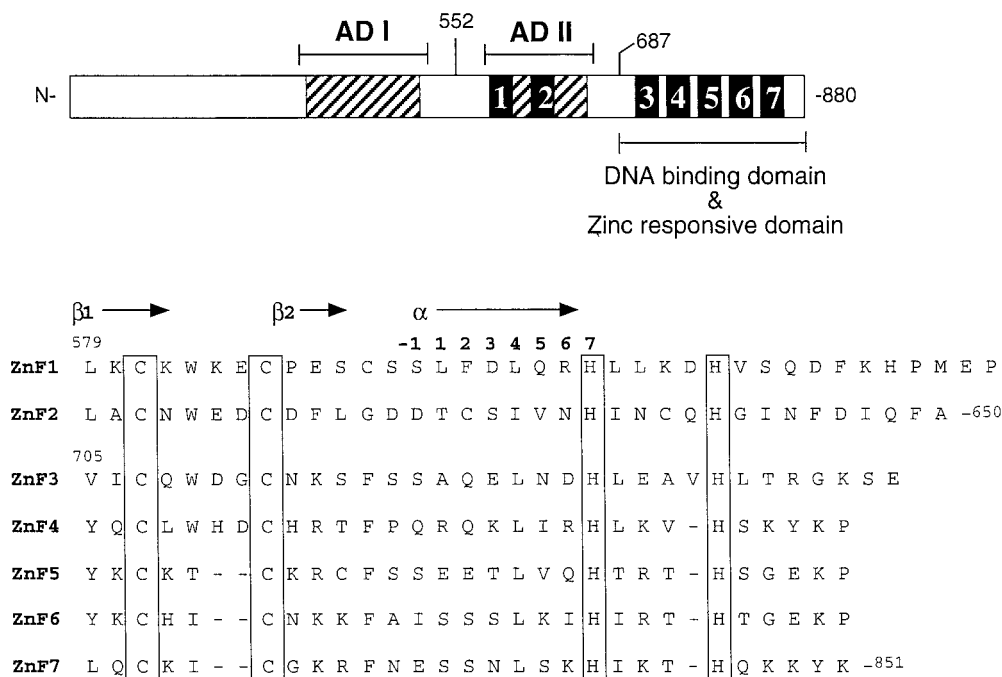 552
AD I AD II 687
N- 1 2 3 4 5 6 7 -880
DNA binding domain
&
Zinc responsive domain
β1 β2 α
579 -1 1 2 3 4 5 6 7
ZnF1 L K C K W K E C P E S C S S L F D L Q R H L L K D H V S Q D F K H P M E P
ZnF2 L A C N W E D C D F L G D D T C S I V N H I N C Q H G I N F D I Q F A -650
705
ZnF3 V I C Q W D G C N K S F S S A Q E L N D H L E A V H L T R G K S E
ZnF4 Y Q C L W H D C H R T F P Q R Q K L I R H L K V - H S K Y K P
ZnF5 Y K C K T - - C K R C F S S E E T L V Q H T R T - H S G E K P
ZnF6 Y K C H I - - C N K K F A I S S S L K I H I R T - H T G E K P
ZnF7 L Q C K I - - C G K R F N E S S N L S K H I K T - H Q K K Y K -851